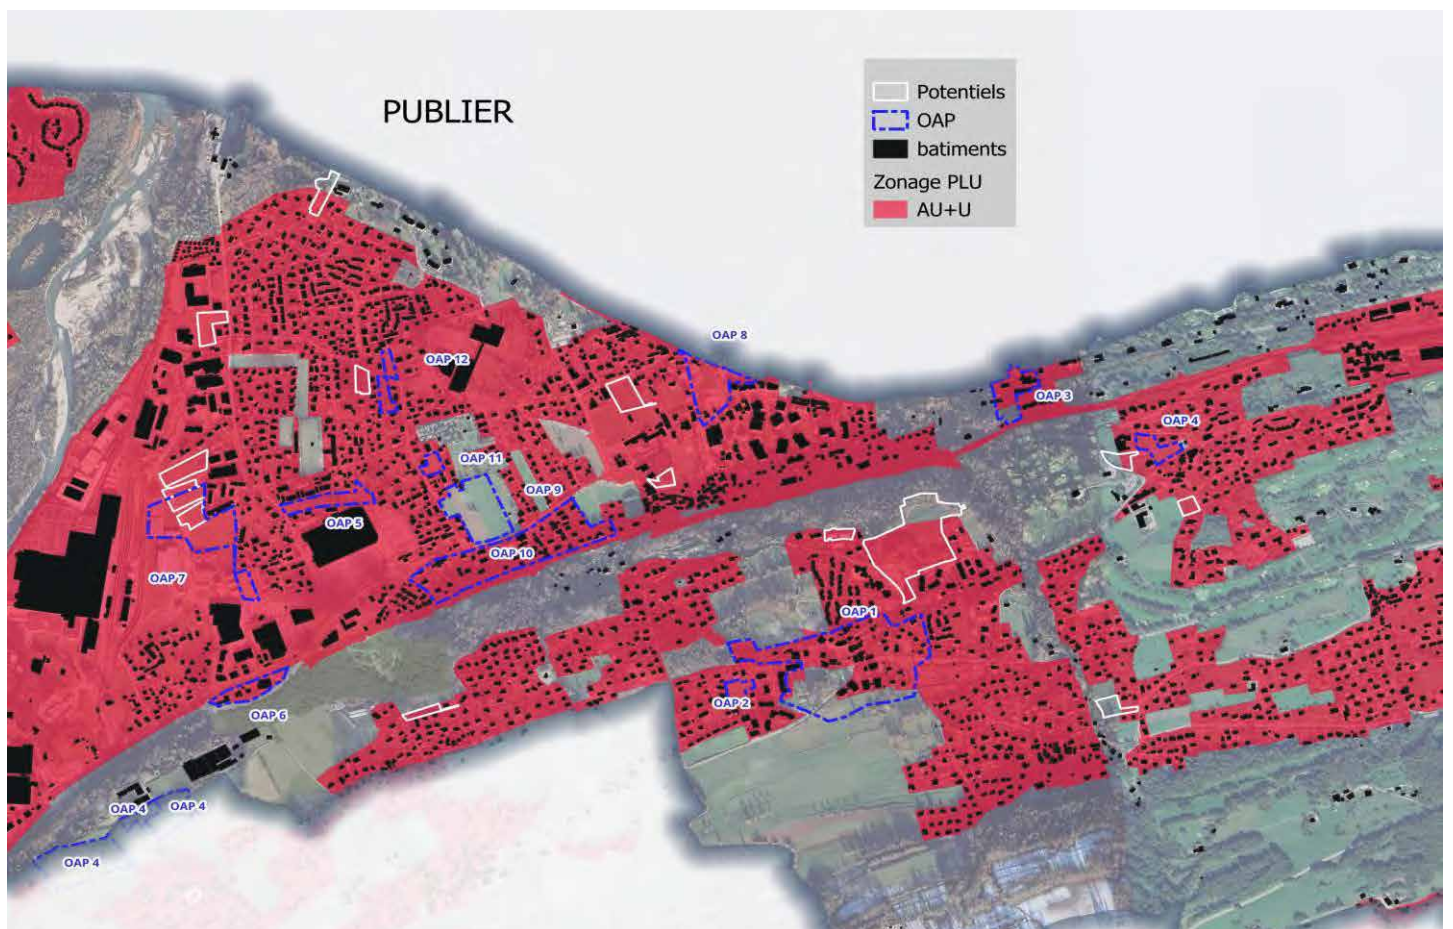 PUBLIER
Potentiels
OAP
batiments
Zonage PLU
AU+U
OAP 8
OAP 12
OAP 3
OAP 4
OAP 11
OAP 9
OAP 5
OAP 10
OAP 7
OAP 1
OAP 2
OAP 6
OAP 4
OAP 4
OAP 4